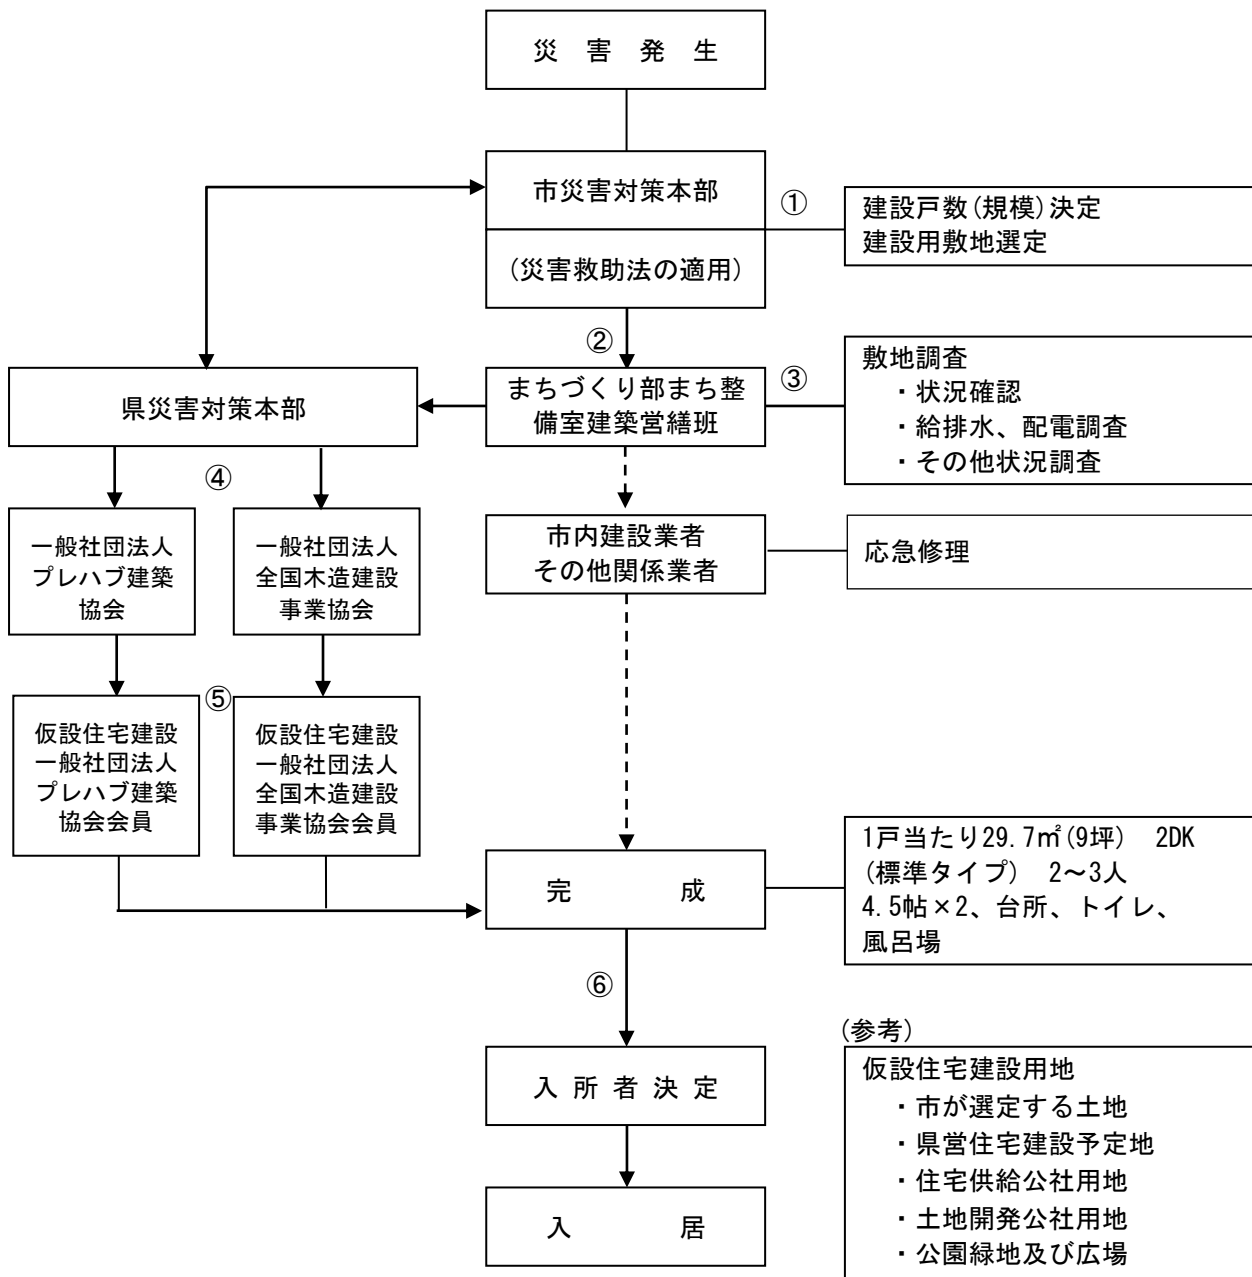 災 害 発 生
市災害対策本部
(災害救助法の適用)
①
建設戸数(規模)決定
建設用敷地選定
②
県災害対策本部
まちづくり部まち整
備室建築営繕班
③
敷地調査
・状況確認
・給排水、配電調査
・その他状況調査
④
一般社団法人
プレハブ建築
協会
一般社団法人
全国木造建設
事業協会
市内建設業者
その他関係業者
応急修理
⑤
仮設住宅建設
一般社団法人
プレハブ建築
協会会員
仮設住宅建設
一般社団法人
全国木造建設
事業協会会員
完 成
1戸当たり29.7㎡(9坪) 2DK
(標準タイプ) 2～3人
4.5帖×2、台所、トイレ、
風呂場
⑥
入 所 者 決 定
入 居
(参考)
仮設住宅建設用地
・市が選定する土地
・県営住宅建設予定地
・住宅供給公社用地
・土地開発公社用地
・公園緑地及び広場